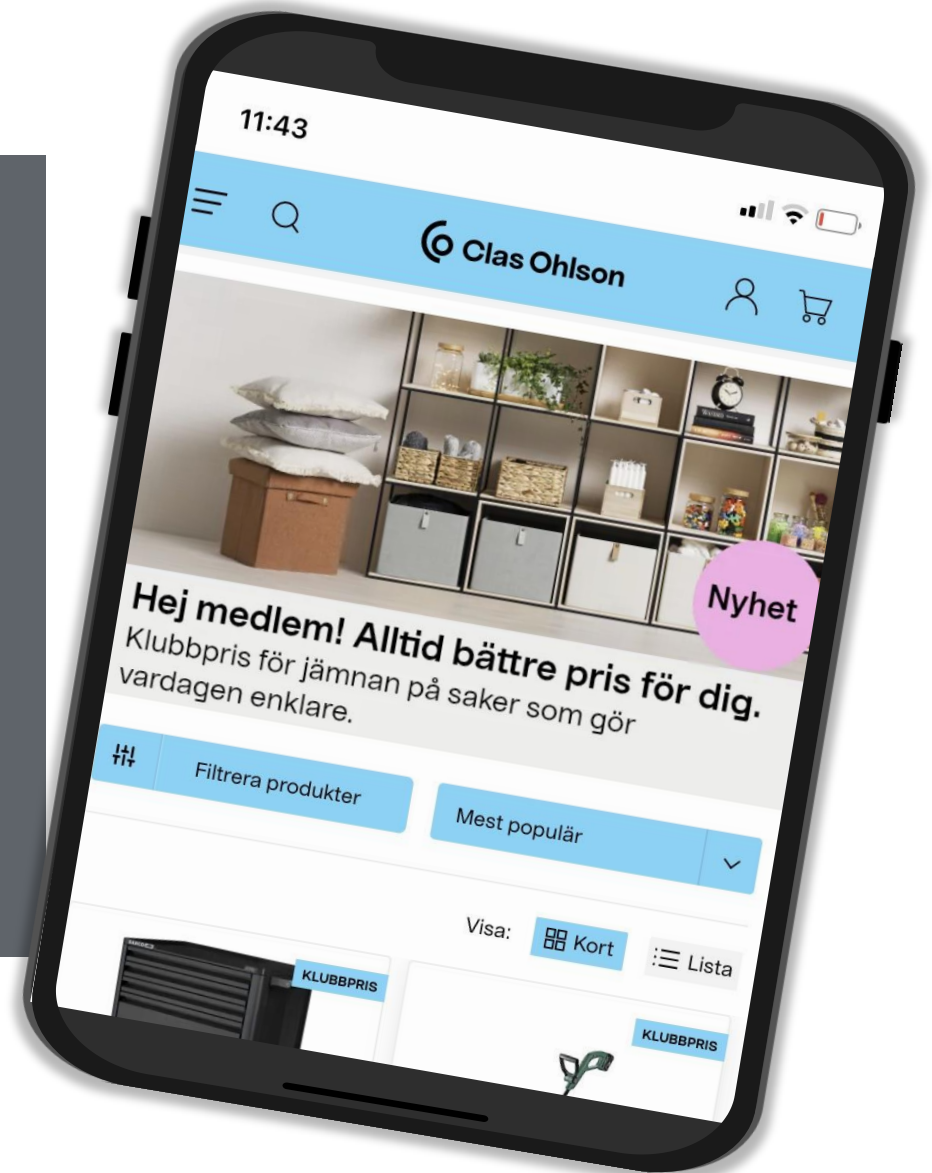 11:43
Clas Ohlson
Nyhet
Hej medlem! Alltid bättre pris för dig.
Klubbpris för jämnan på saker som gör
vardagen enklare.
Filtrera produkter
Mest populär
Visa:
Kort
Lista
KLUBBPRIS
KLUBBPRIS